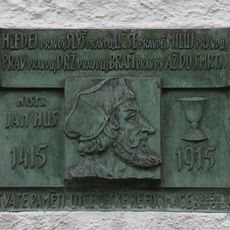 HLEDEJ PRAVDU, SLYŠ PRAVDU, UČ SE PRAVDĚ, MILUJ PRAVDU,
PRAV PRAVDU, DRŽ PRAVDU, BRAŇ PRAVDY AŽ DO SMRTI.
MISTR
JAN HUS
1415
1915
PAMĚTI OTCE ČESKÉ REFORMACE